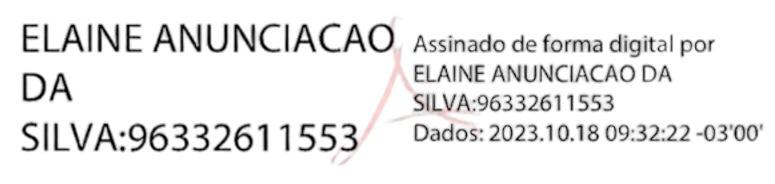 ELAINE ANUNCIACAO
DA
SILVA:96332611553
Assinado de forma digital por
ELAINE ANUNCIACAO DA
SILVA:96332611553
Dados: 2023.10.18 09:32:22 -03'00'